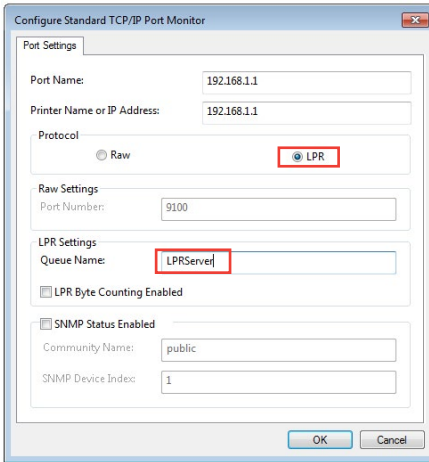 Configure Standard TCP/IP Port Monitor
Port Settings
Port Name: 192.168.1.1
Printer Name or IP Address: 192.168.1.1
Protocol
Raw LPR
Raw Settings
Port Number: 9100
LPR Settings
Queue Name: LPRServer
LPR Byte Counting Enabled
SNMP Status Enabled
Community Name: public
SNMP Device Index: 1
OK Cancel